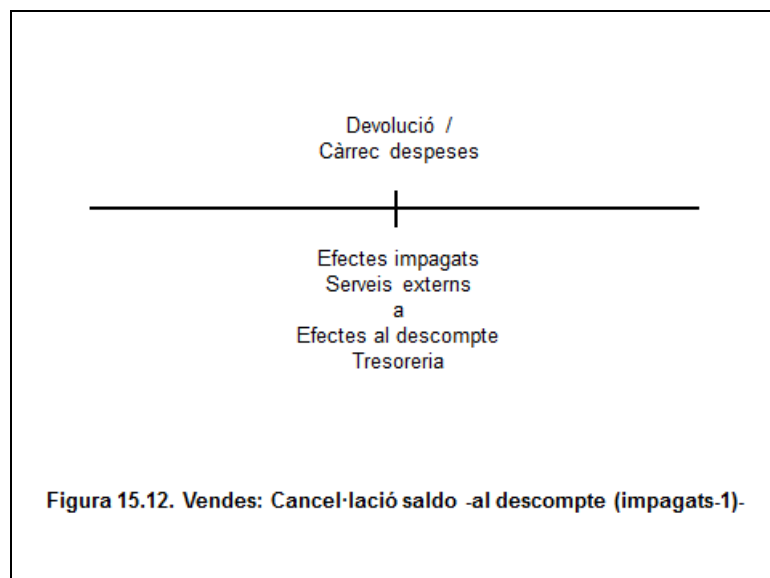 Devolució /
Càrrec despeses
Efectes impagats
Serveis externs
a
Efectes al descompte
Tresoreria
Figura 15.12. Vendes: Cancel·lació saldo -al descompte (impagats-1)-